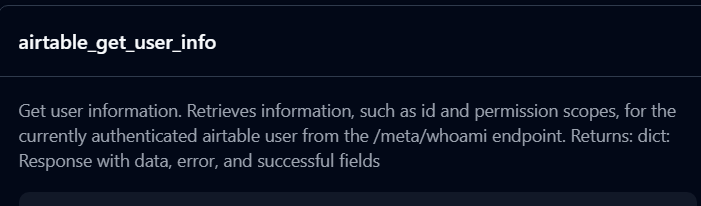 airtable_get_user_info
Get user information. Retrieves information, such as id and permission scopes, for the
currently authenticated airtable user from the /meta/whoami endpoint. Returns: dict:
Response with data, error, and successful fields